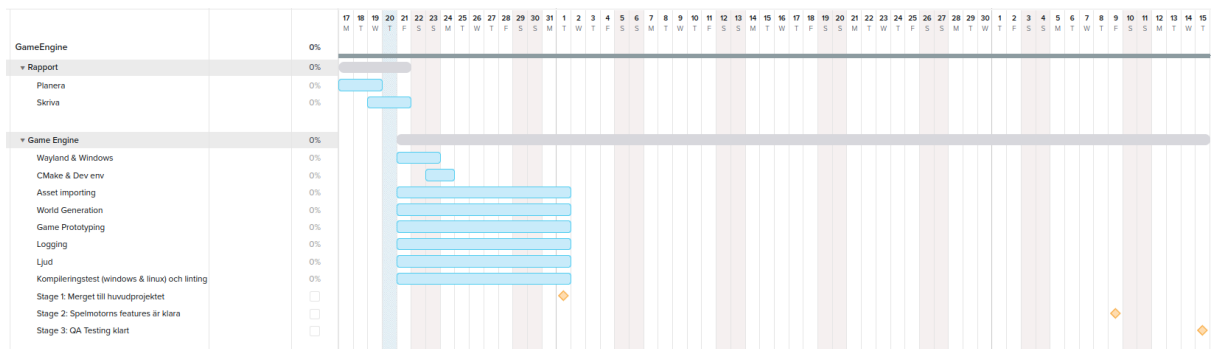 17 18 19 20 21 22 23 24 25 26 27 28 29 30 31 1 2 3 4 5 6 7 8 9 10 11 12 13 14 15 16 17 18 19 20 21 22 23 24 25 26 27 28 29 30 1 2 3 4 5 6 7 8 9 10 11 12 13 14 15
M T W T F S S M T W T F S S M T W T F S S M T W T F S S M T W T F S S M T W T F S S M T W T F S S M T W T F S S M T W T
GameEngine 0%
Rapport 0%
Planera 0%
Skriva 0%
Game Engine 0%
Wayland & Windows 0%
CMake & Dev env 0%
Asset importing 0%
World Generation 0%
Game Prototyping 0%
Logging 0%
Ljud 0%
Kompileringstest (windows & linux) och linting 0%
Stage 1: Merget till huvudprojektet
Stage 2: Spelmotorns features är klara
Stage 3: QA Testing klart